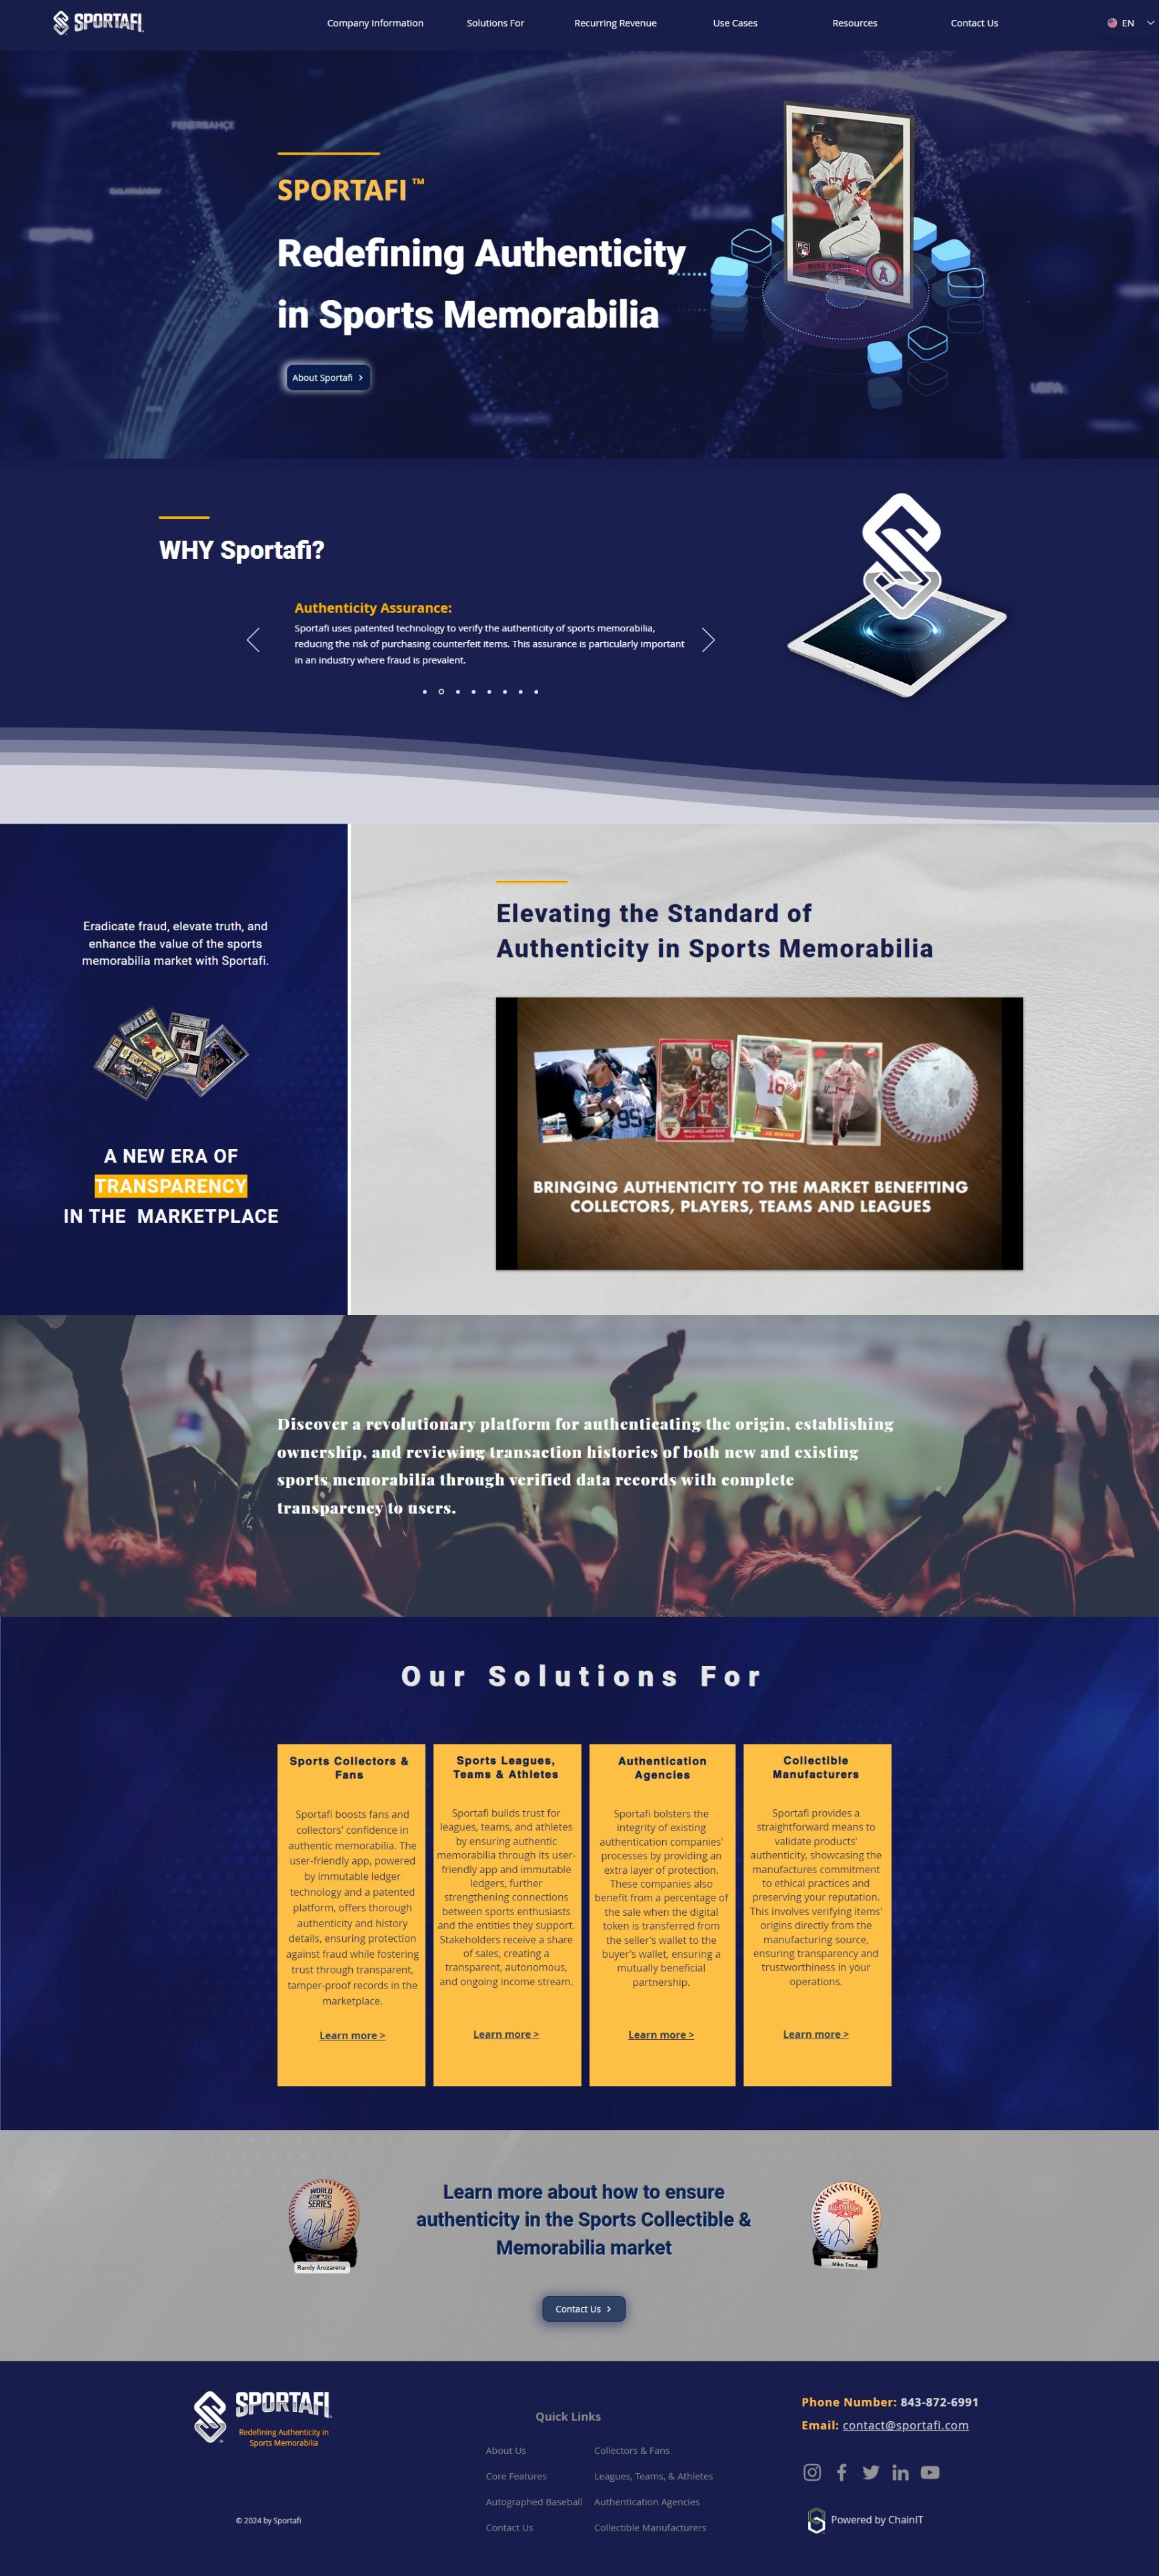 SPORTAFI
Company Information
Solutions For
Recurring Revenue
Use Cases
Resources
Contact Us
EN
FENERBAHÇE
GALATASARAY
UEFA
SPORTAFI™
Redefining Authenticity
in Sports Memorabilia
RC
MIKE TROUT
About Sportafi
WHY Sportafi?
Authenticity Assurance:
Sportafi uses patented technology to verify the authenticity of sports memorabilia,
reducing the risk of purchasing counterfeit items. This assurance is particularly important
in an industry where fraud is prevalent.
Eradicate fraud, elevate truth, and
enhance the value of the sports
memorabilia market with Sportafi.
A NEW ERA OF
TRANSPARENCY
IN THE MARKETPLACE
Elevating the Standard of
Authenticity in Sports Memorabilia
99
MICHAEL JORDAN
16
JOE MONTANA
BRINGING AUTHENTICITY TO THE MARKET BENEFITING
COLLECTORS, PLAYERS, TEAMS AND LEAGUES
Discover a revolutionary platform for authenticating the origin, establishing
ownership, and reviewing transaction histories of both new and existing
sports memorabilia through verified data records with complete
transparency to users.
Our Solutions For
Sports Collectors &
Fans
Sportafi boosts fans and
collectors' confidence in
authentic memorabilia. The
user-friendly app, powered
by immutable ledger
technology and a patented
platform, offers thorough
authenticity and history
details, ensuring protection
against fraud while fostering
trust through transparent,
tamper-proof records in the
marketplace.
Learn more >
Sports Leagues,
Teams & Athletes
Sportafi builds trust for
leagues, teams, and athletes
by ensuring authentic
memorabilia through its user-
friendly app and immutable
ledgers, further
strengthening connections
between sports enthusiasts
and the entities they support.
Stakeholders receive a share
of sales, creating a
transparent, autonomous,
and ongoing income stream.
Learn more >
Authentication
Agencies
Sportafi bolsters the
integrity of existing
authentication companies'
processes by providing an
extra layer of protection.
These companies also
benefit from a percentage of
the sale when the digital
token is transferred from
the seller's wallet to the
buyer's wallet, ensuring a
mutually beneficial
partnership.
Learn more >
Collectible
Manufacturers
Sportafi provides a
straightforward means to
validate products'
authenticity, showcasing the
manufactures commitment
to ethical practices and
preserving your reputation.
This involves verifying items'
origins directly from the
manufacturing source,
ensuring transparency and
trustworthiness in your
operations.
Learn more >
WORLD
SERIES
Randy Arozarena
Learn more about how to ensure
authenticity in the Sports Collectible &
Memorabilia market
Mike Trout
Contact Us
SPORTAFI
Redefining Authenticity in
Sports Memorabilia
© 2024 by Sportafi
Quick Links
About Us
Core Features
Autographed Baseball
Contact Us
Collectors & Fans
Leagues, Teams, & Athletes
Authentication Agencies
Collectible Manufacturers
Phone Number: 843-872-6991
Email: contact@sportafi.com
Powered by ChainIT